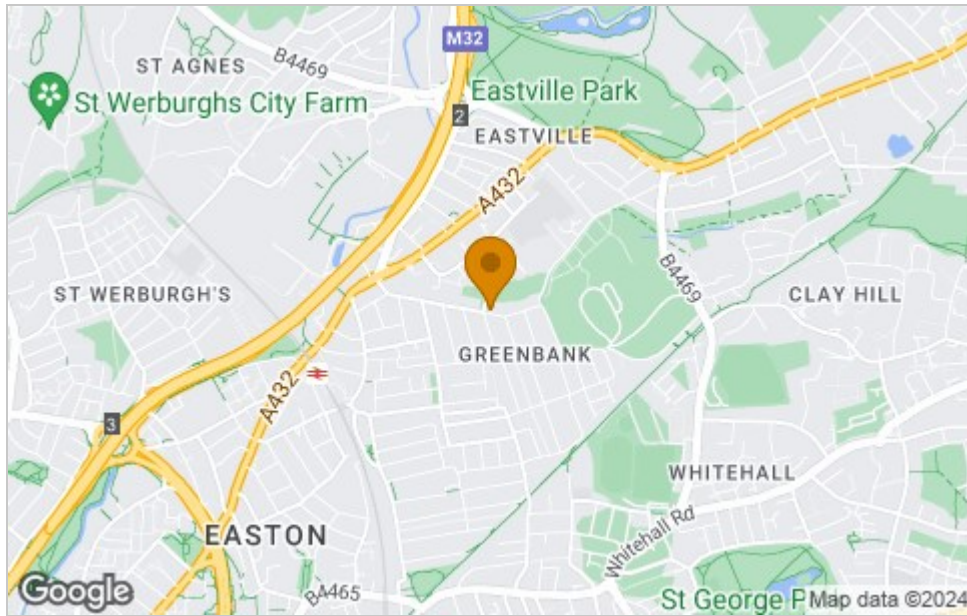 M32
ST AGNES
B4469
St Werburghs City Farm
Eastville Park
2
EASTVILLE
A432
B4469
ST WERBURGH'S
CLAY HILL
GREENBANK
A432
3
WHITEHALL
EASTON
Whitehall Rd
B4465
Google
St George P
Map data ©2024